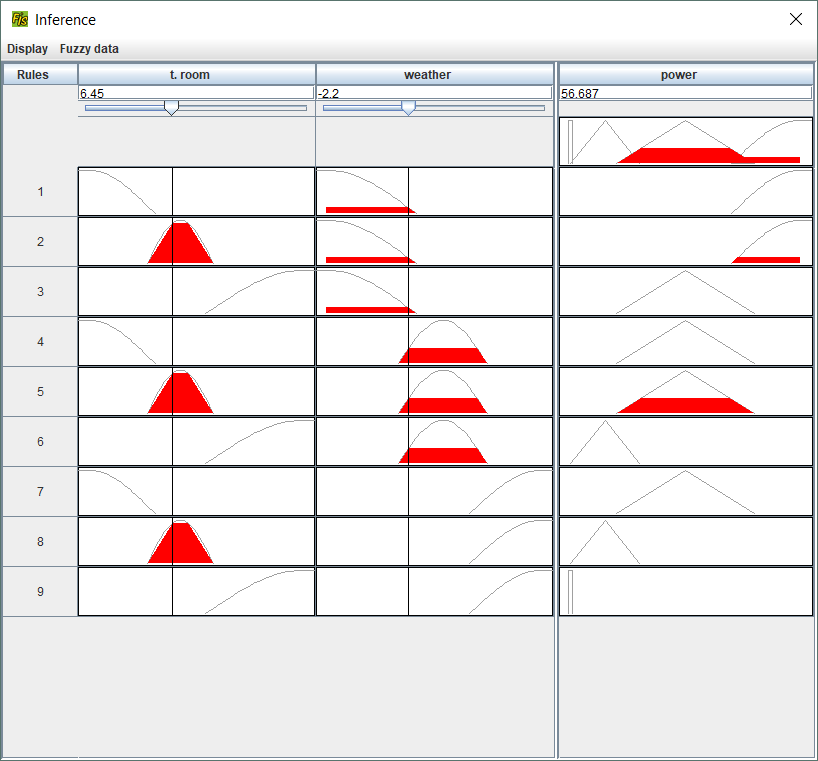 Fis Inference
Display Fuzzy data
Rules t. room weather power
6.45 -2.2 56.687
1
2
3
4
5
6
7
8
9